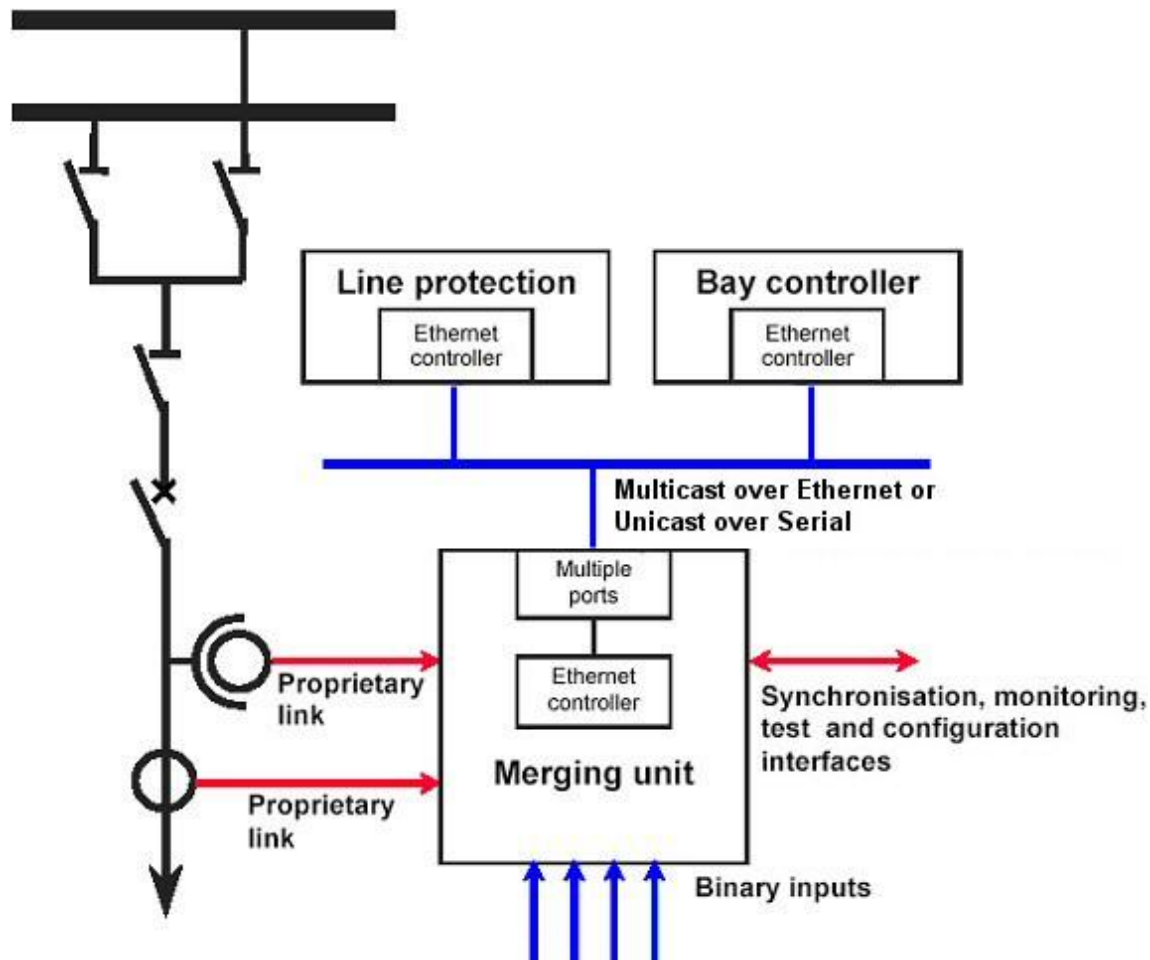 Line protection
Ethernet
controller
Bay controller
Ethernet
controller
Multicast over Ethernet or
Unicast over Serial
Multiple
ports
Ethernet
controller
Merging unit
Proprietary
link
Proprietary
link
Synchronisation, monitoring,
test and configuration
interfaces
Binary inputs